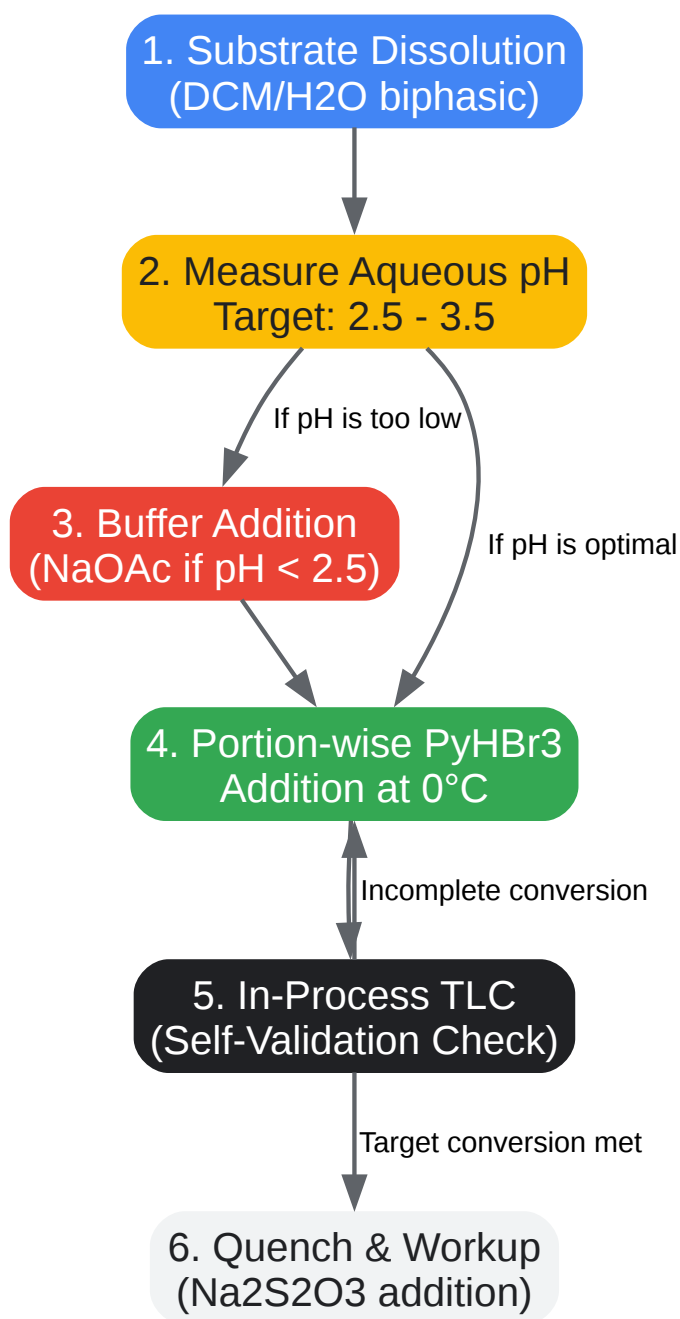 1. Substrate Dissolution
(DCM/H2O biphasic)
2. Measure Aqueous pH
Target: 2.5 - 3.5
If pH is too low
3. Buffer Addition
(NaOAc if pH < 2.5)
If pH is optimal
4. Portion-wise PyHBr3
Addition at 0°C
Incomplete conversion
5. In-Process TLC
(Self-Validation Check)
Target conversion met
6. Quench & Workup
(Na2S2O3 addition)